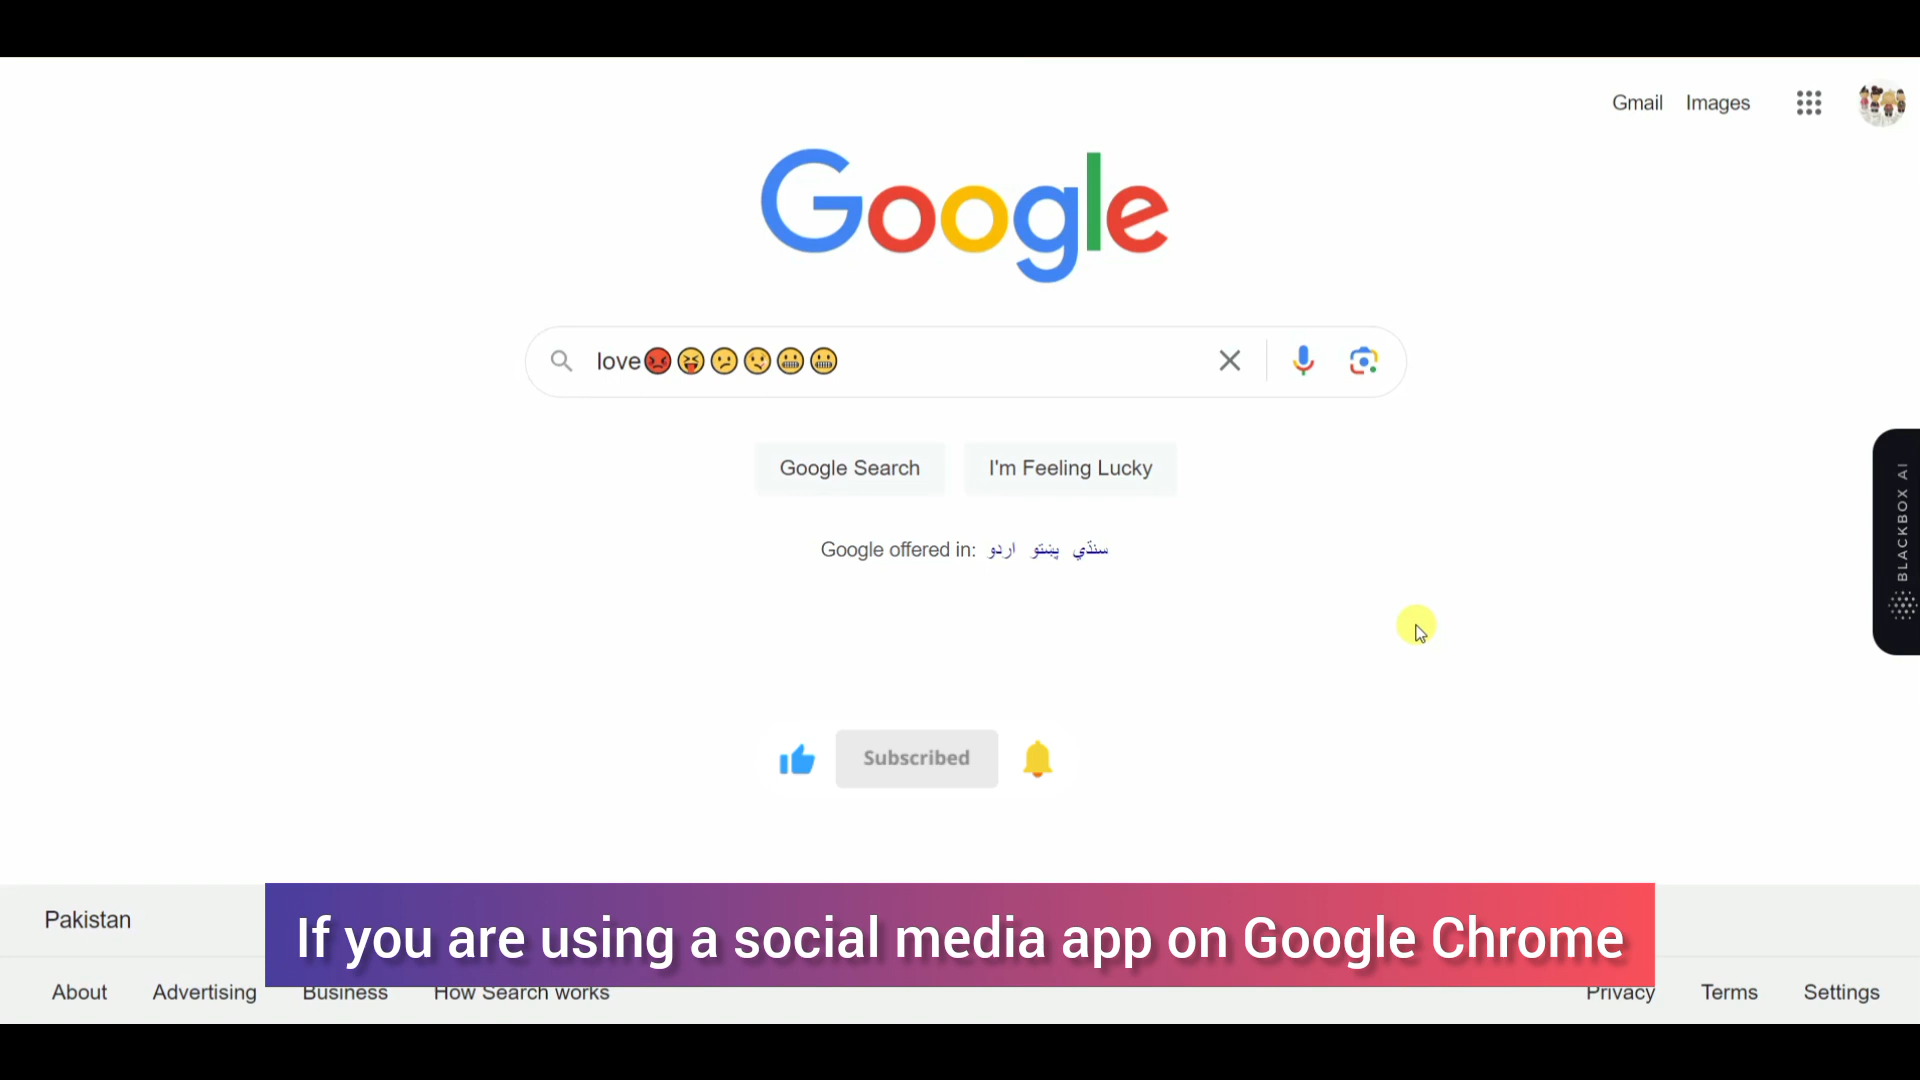 Gmail Images
Google
love😡😝😕🤨😬😬
Google Search I'm Feeling Lucky
Google offered in: اردو پښتو سنڌي
BLACKBOX AI
Subscribed
Pakistan
If you are using a social media app on Google Chrome
About Advertising Business How Search works Privacy Terms Settings